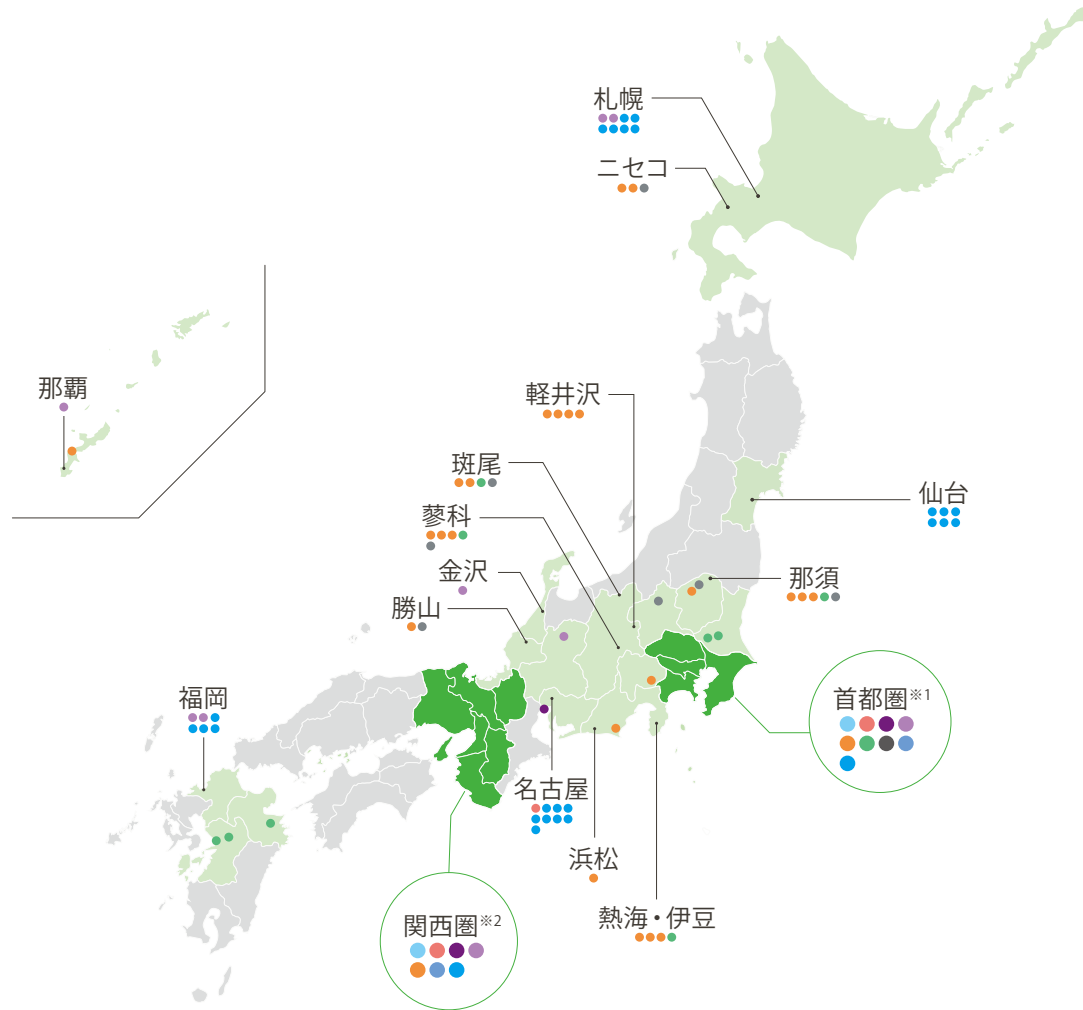 札幌
ニセコ
那覇
軽井沢
斑尾
仙台
蓼科
金沢
那須
勝山
福岡
首都圏※1
名古屋
浜松
熱海・伊豆
関西圏※2